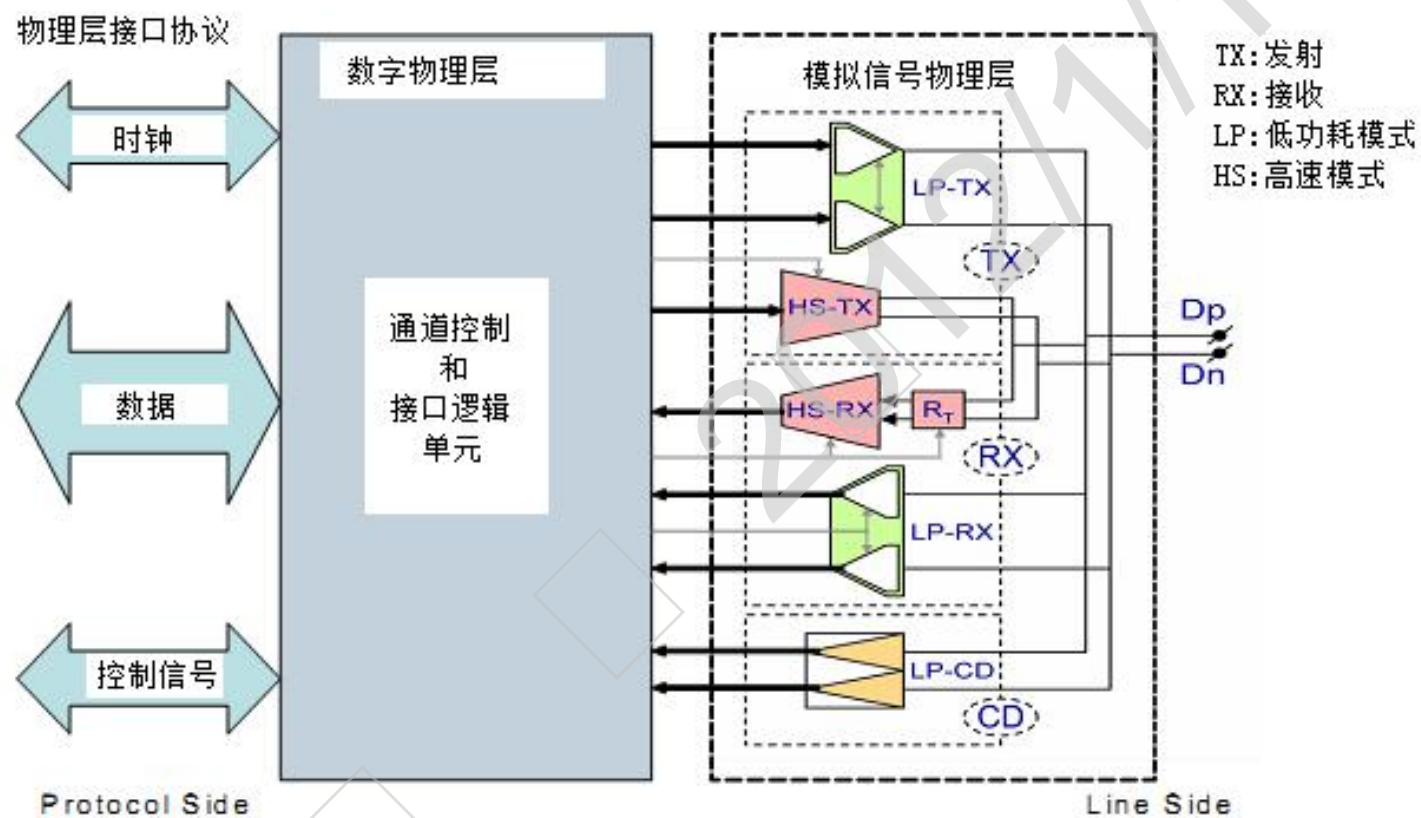 物理层接口协议
数字物理层
模拟信号物理层
TX:发射
RX:接收
LP:低功耗模式
HS:高速模式
时钟
LP-TX
TX
HS-TX
Dp
Dn
通道控制
和
接口逻辑
单元
数据
HS-RX
RT
RX
LP-RX
控制信号
LP-CD
CD
Protocol Side
Line Side